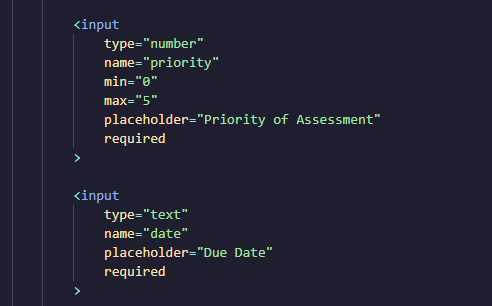 <input
type="number"
name="priority"
min="0"
max="5"
placeholder="Priority of Assessment"
required
>
<input
type="text"
name="date"
placeholder="Due Date"
required
>